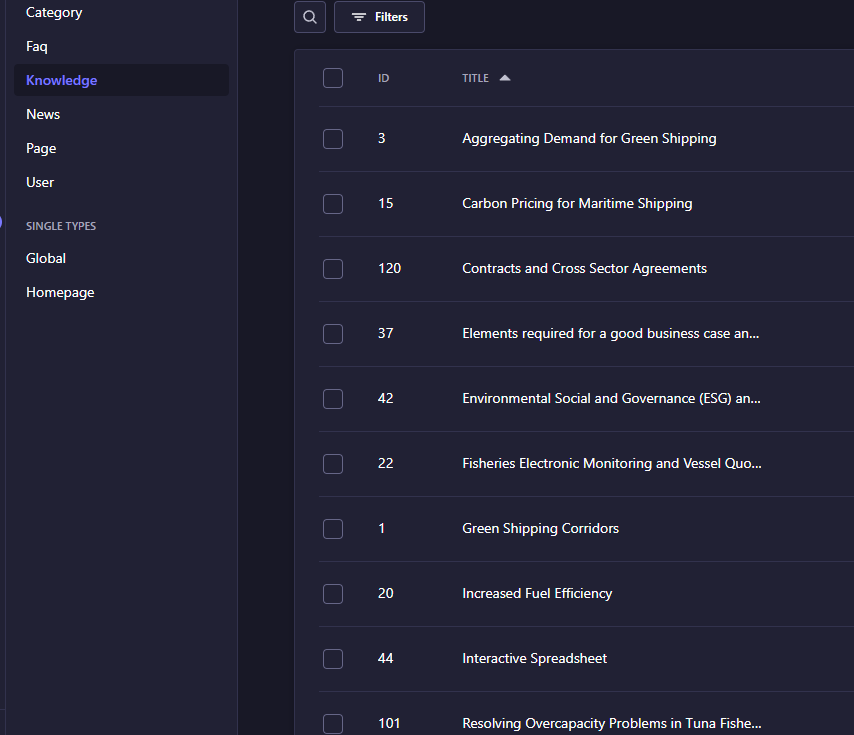 Category
Faq
Knowledge
News
Page
User
SINGLE TYPES
Global
Homepage
Filters
ID TITLE
3 Aggregating Demand for Green Shipping
15 Carbon Pricing for Maritime Shipping
120 Contracts and Cross Sector Agreements
37 Elements required for a good business case an...
42 Environmental Social and Governance (ESG) an...
22 Fisheries Electronic Monitoring and Vessel Quo...
1 Green Shipping Corridors
20 Increased Fuel Efficiency
44 Interactive Spreadsheet
101 Resolving Overcapacity Problems in Tuna Fishe...